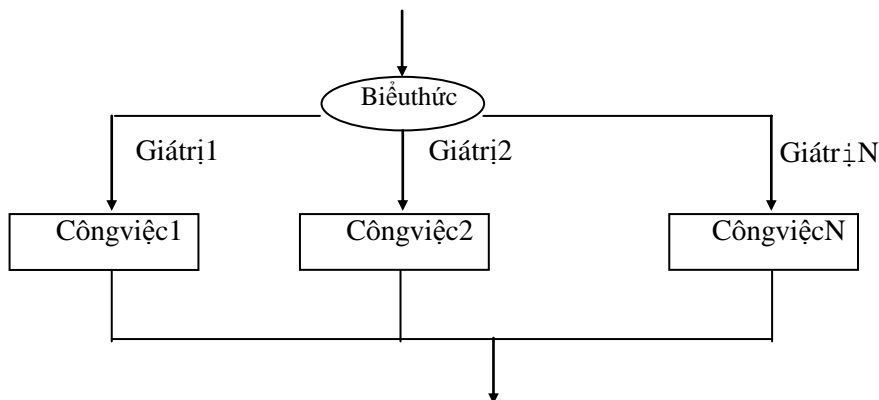 Biểuthức
Giátrị1
Giátrị2
GiátrịN
Côngviệc1
Côngviệc2
CôngviệcN